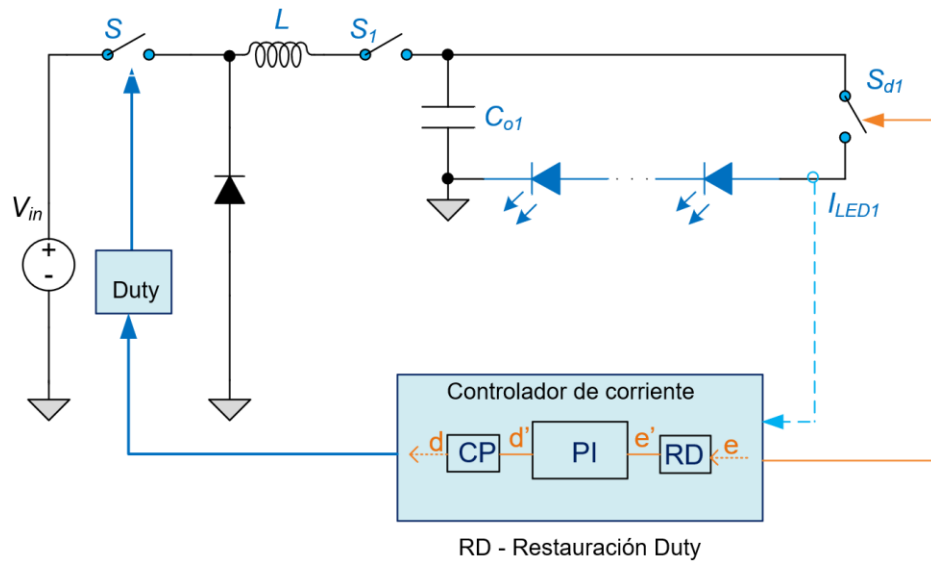 S
L
S1
Sd1
Co1
Vin
+
-
ILED1
Duty
Controlador de corriente
d CP d' PI e' RD e
RD - Restauración Duty